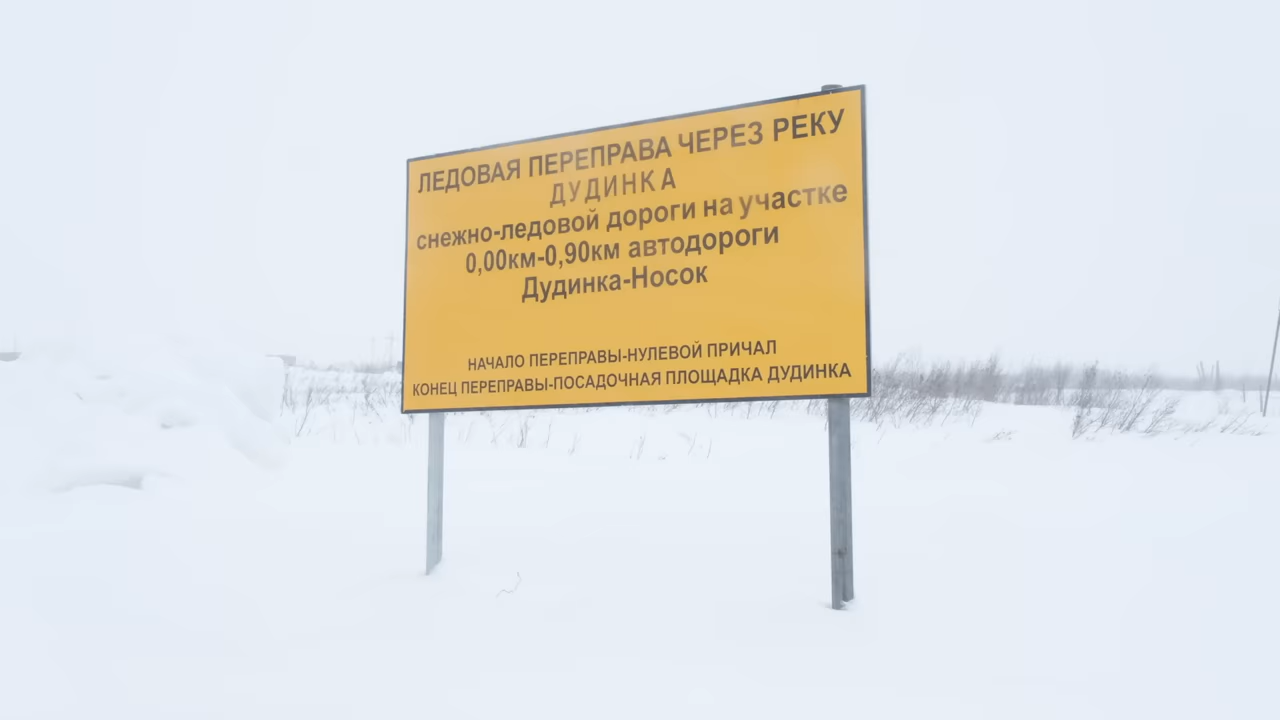 ЛЕДОВАЯ ПЕРЕПРАВА ЧЕРЕЗ РЕКУ
ДУДИНКА
снежно-ледовой дороги на участке
0,00км-0,90км автодороги
Дудинка-Носок
НАЧАЛО ПЕРЕПРАВЫ-НУЛЕВОЙ ПРИЧАЛ
КОНЕЦ ПЕРЕПРАВЫ-ПОСАДОЧНАЯ ПЛОЩАДКА ДУДИНКА